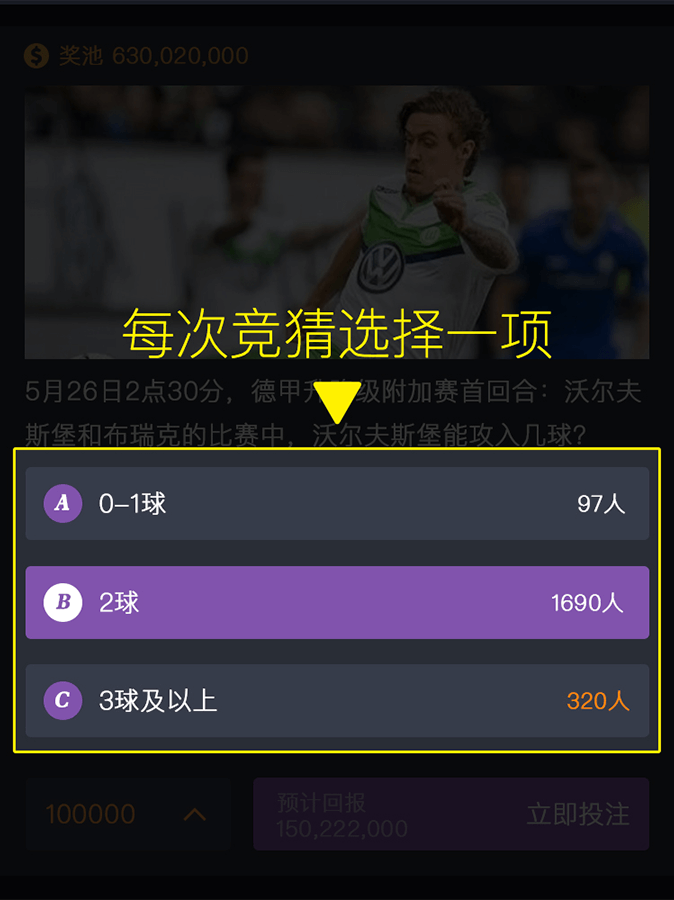 奖池 630,020,000
每次竞猜选择一项
5月26日2点30分，德甲升降级附加赛首回合：沃尔夫
斯堡和布瑞克的比赛中，沃尔夫斯堡能攻入几球？
A 0-1球 97人
B 2球 1690人
C 3球及以上 320人
100000
预计回报
150,222,000
立即投注